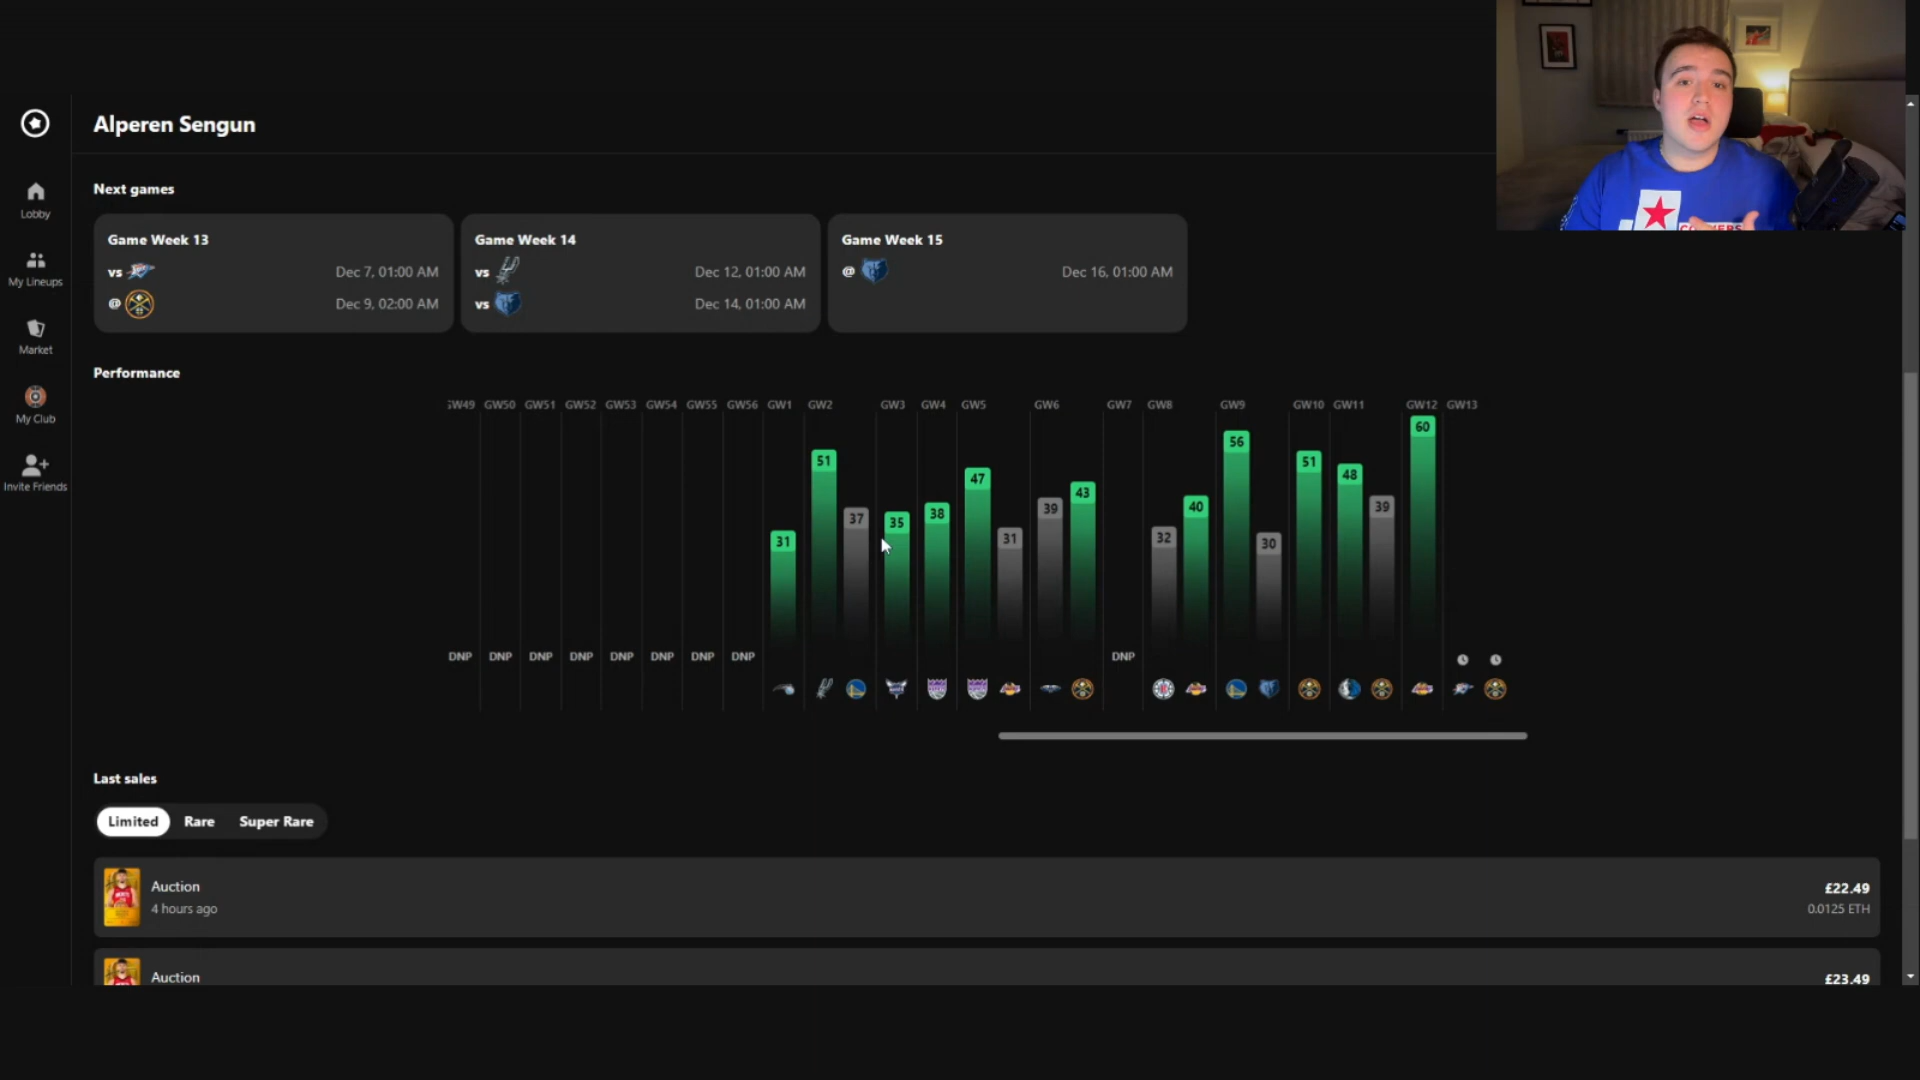 Alperen Sengun
Lobby
My Lineups
Market
My Club
Invite Friends
Next games
Game Week 13
vs Dec 7, 01:00 AM
@ Dec 9, 02:00 AM
Game Week 14
vs Dec 12, 01:00 AM
vs Dec 14, 01:00 AM
Game Week 15
@ Dec 16, 01:00 AM
Performance
GW49 GW50 GW51 GW52 GW53 GW54 GW55 GW56 GW1 GW2 GW3 GW4 GW5 GW6 GW7 GW8 GW9 GW10 GW11 GW12 GW13
31 51 37 35 38 47 31 39 43 32 40 56 30 51 48 39 60
DNP DNP DNP DNP DNP DNP DNP DNP DNP
Last sales
Limited Rare Super Rare
Auction £22.49
4 hours ago 0.0125 ETH
Auction £23.49